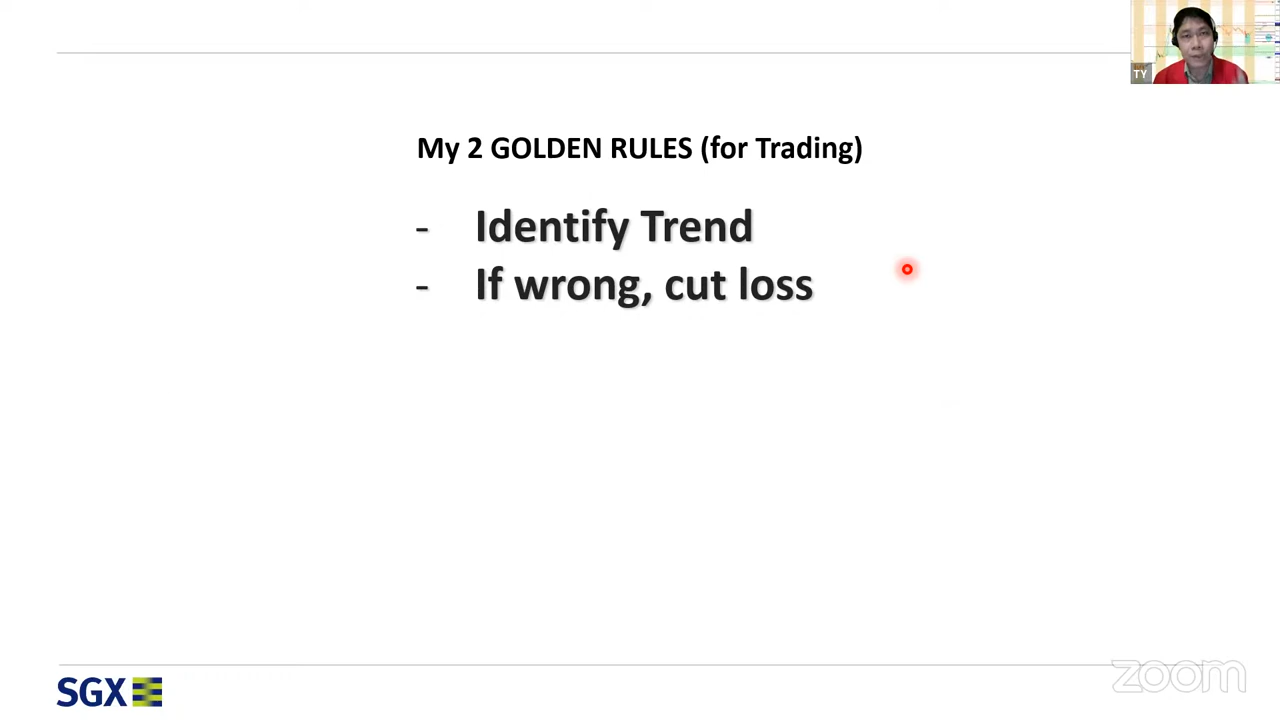 TY
My 2 GOLDEN RULES (for Trading)
- Identify Trend
- If wrong, cut loss
SGX
zoom